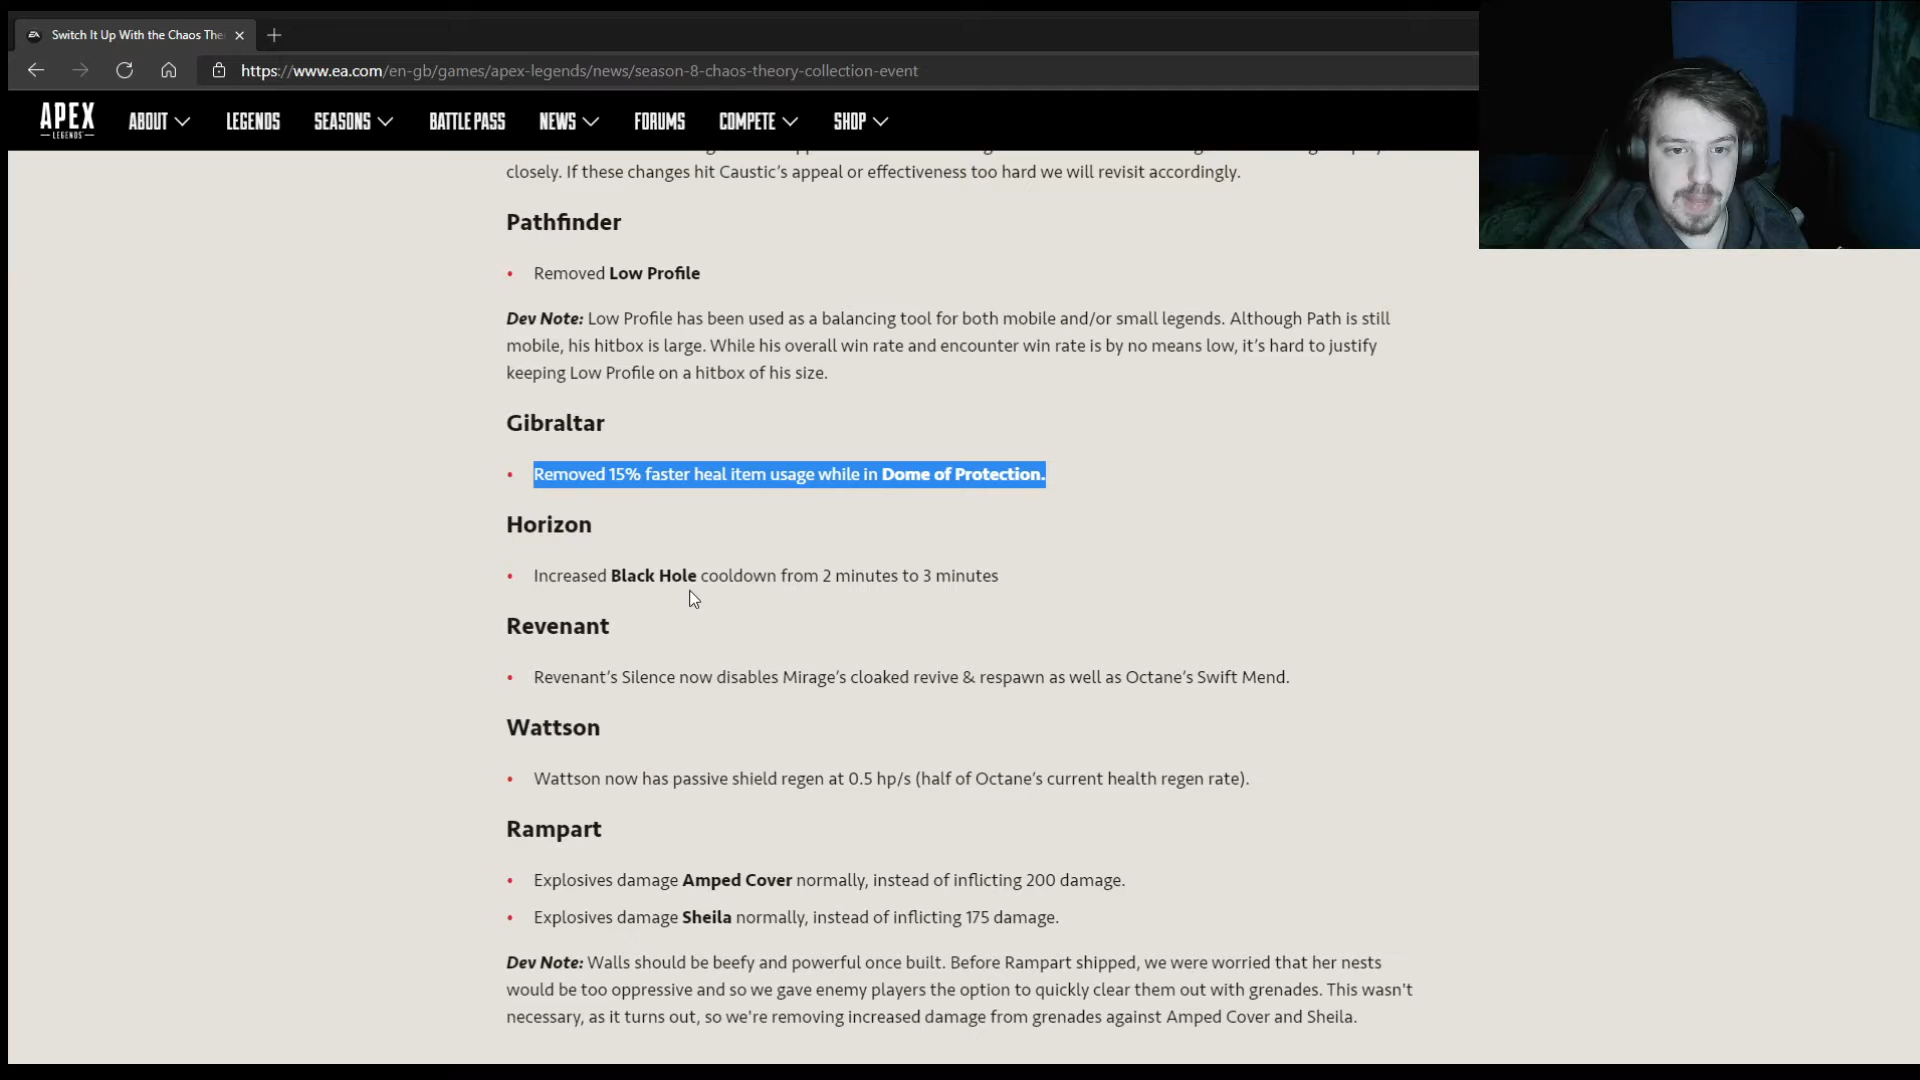 Switch It Up With the Chaos The
https://www.ea.com/en-gb/games/apex-legends/news/season-8-chaos-theory-collection-event
APEX
LEGENDS
ABOUT LEGENDS SEASONS BATTLE PASS NEWS FORUMS COMPETE SHOP
closely. If these changes hit Caustic's appeal or effectiveness too hard we will revisit accordingly.
Pathfinder
• Removed Low Profile
Dev Note: Low Profile has been used as a balancing tool for both mobile and/or small legends. Although Path is still
mobile, his hitbox is large. While his overall win rate and encounter win rate is by no means low, it's hard to justify
keeping Low Profile on a hitbox of his size.
Gibraltar
• Removed 15% faster heal item usage while in Dome of Protection.
Horizon
• Increased Black Hole cooldown from 2 minutes to 3 minutes
Revenant
• Revenant's Silence now disables Mirage's cloaked revive & respawn as well as Octane's Swift Mend.
Wattson
• Wattson now has passive shield regen at 0.5 hp/s (half of Octane's current health regen rate).
Rampart
• Explosives damage Amped Cover normally, instead of inflicting 200 damage.
• Explosives damage Sheila normally, instead of inflicting 175 damage.
Dev Note: Walls should be beefy and powerful once built. Before Rampart shipped, we were worried that her nests
would be too oppressive and so we gave enemy players the option to quickly clear them out with grenades. This wasn't
necessary, as it turns out, so we're removing increased damage from grenades against Amped Cover and Sheila.